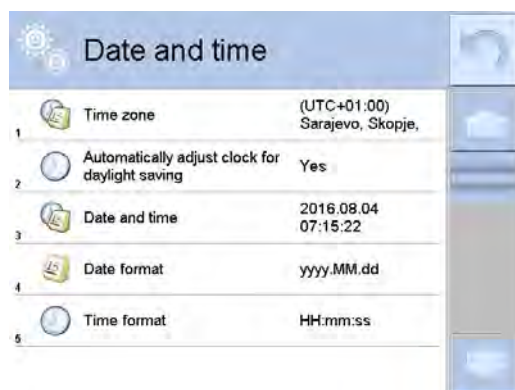 Date and time
1 Time zone (UTC+01:00)
Sarajevo, Skopje,
2 Automatically adjust clock for
daylight saving Yes
3 Date and time 2016.08.04
07:15:22
4 Date format yyyy.MM.dd
5 Time format HH:mm:ss